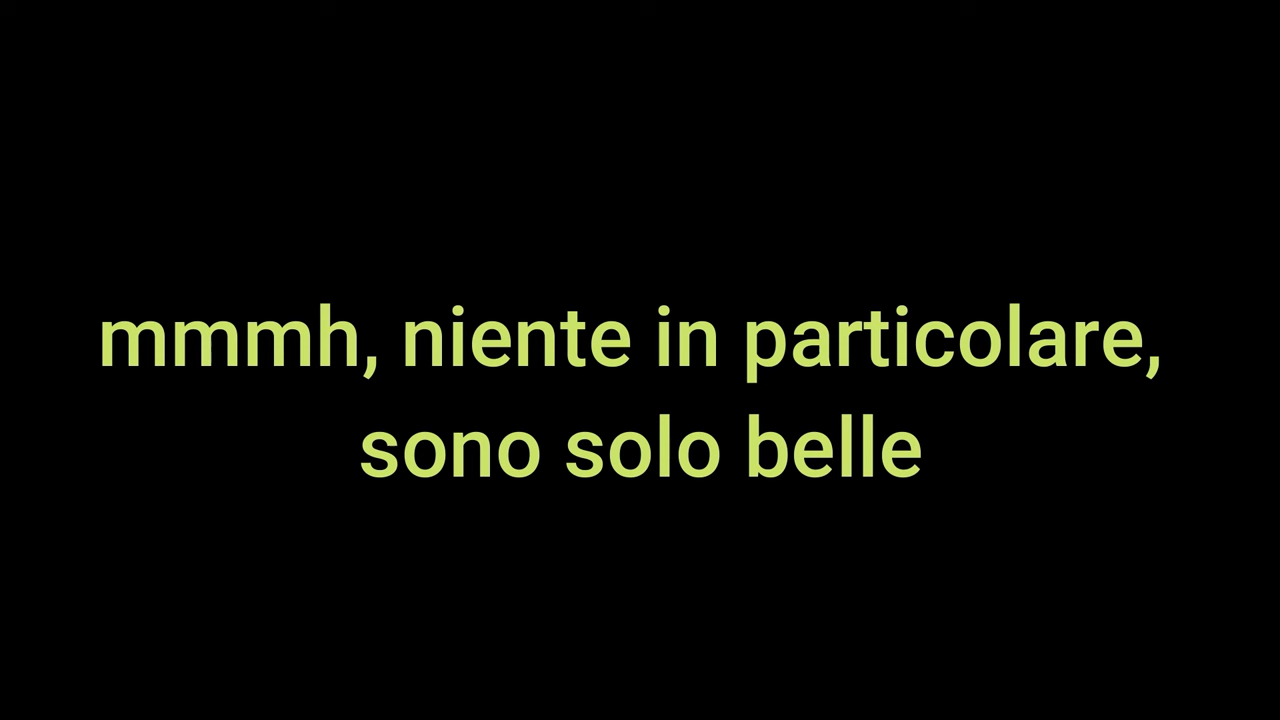 mmmh, niente in particolare,
sono solo belle